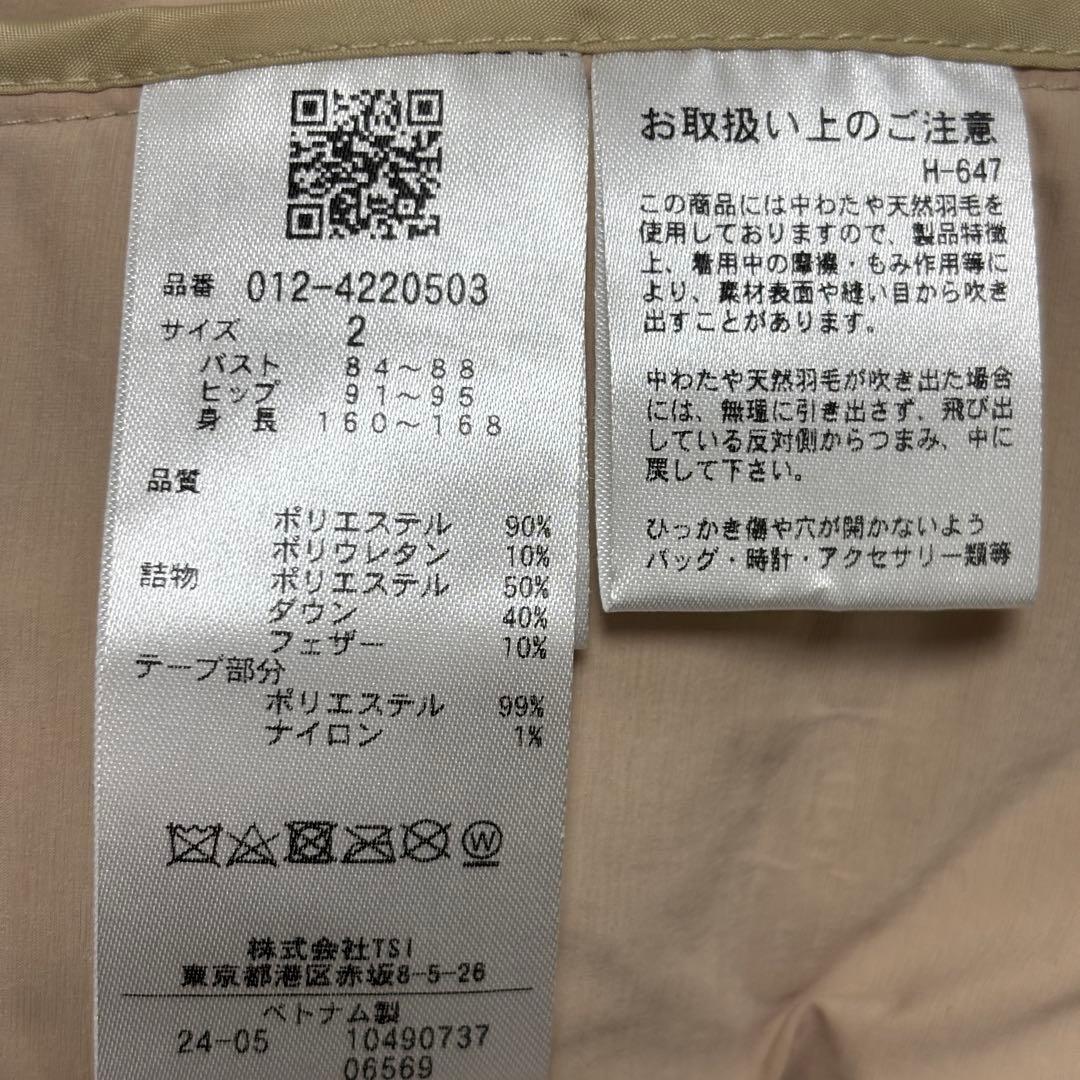 品番 012-4220503
サイズ 2
バスト 84～88
ヒップ 91～95
身 長 160～168
品質
ポリエステル 90%
ポリウレタン 10%
詰物 ポリエステル 50%
ダウン 40%
フェザー 10%
テープ部分
ポリエステル 99%
ナイロン 1%
W
株式会社TSI
東京都港区赤坂8-5-26
ベトナム製
24-05 10490737
06569
お取扱い上のご注意
H-647
この商品には中わたや天然羽毛を
使用しておりますので、製品特徴
上、着用中の摩擦・もみ作用等に
より、素材表面や縫い目から吹き
出すことがあります。
中わたや天然羽毛が吹き出た場合
には、無理に引き出さず、飛び出
している反対側からつまみ、中に
戻して下さい。
ひっかき傷や穴が開かないよう
バッグ・時計・アクセサリー類等